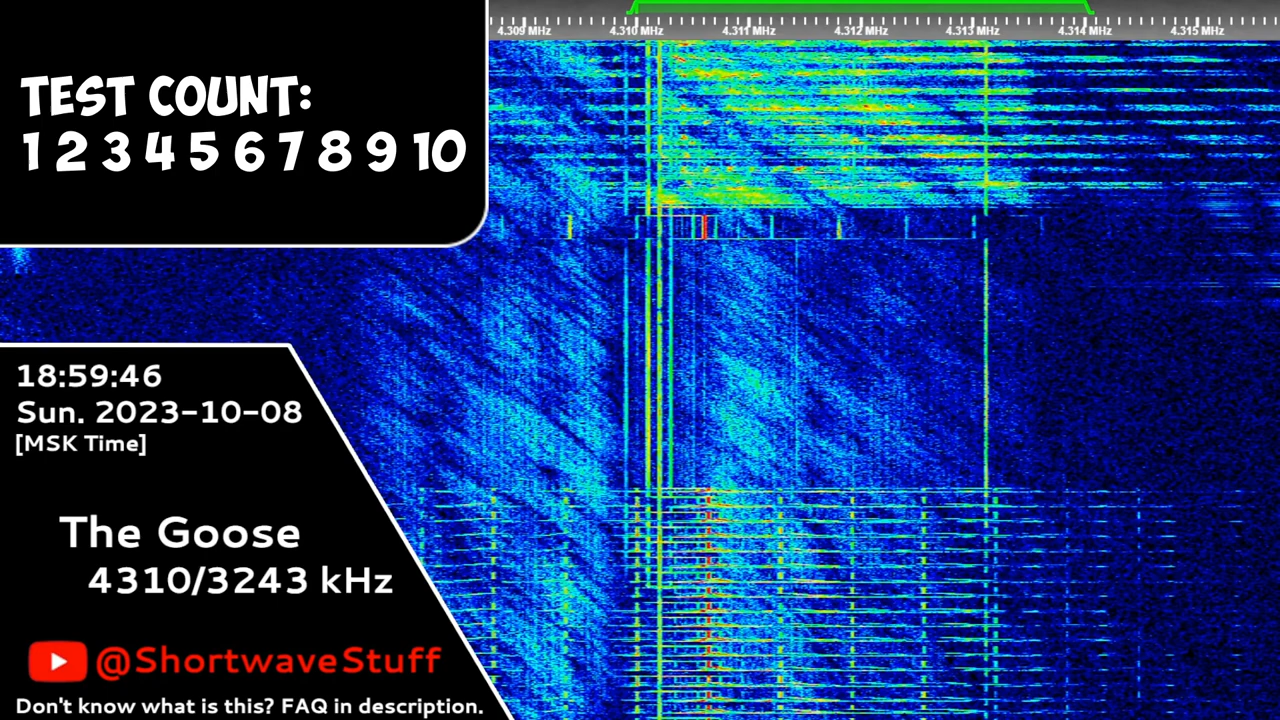 TEST COUNT:
1 2 3 4 5 6 7 8 9 10
4.309 MHz 4.310 MHz 4.311 MHz 4.312 MHz 4.313 MHz 4.314 MHz 4.315 MHz
18:59:46
Sun. 2023-10-08
[MSK Time]
The Goose
4310/3243 kHz
@ShortwaveStuff
Don't know what is this? FAQ in description.